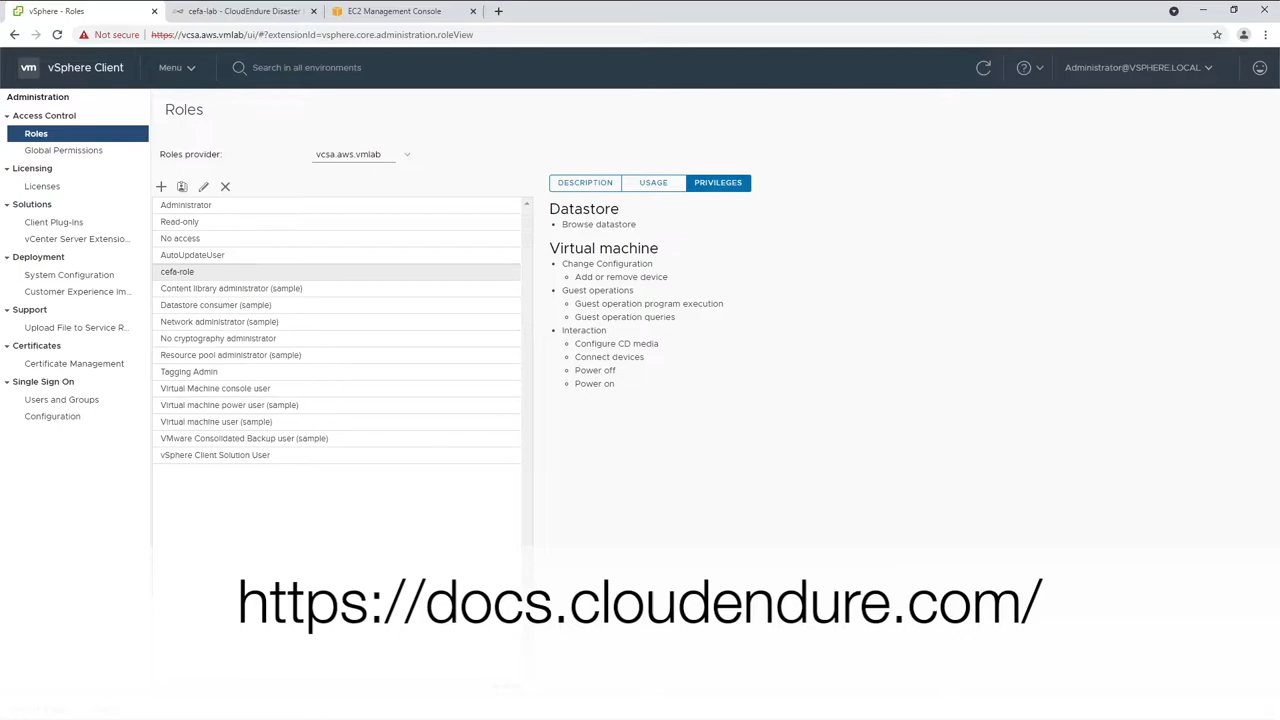 vSphere - Roles
cefa-lab - CloudEndure Disaster
EC2 Management Console
Not secure
https://vcsa.aws.vmlab/ui/#?extensionId=vsphere.core.administration.roleView
vm
vSphere Client
Menu
Search in all environments
Administrator@VSPHERE.LOCAL
Administration
Access Control
Roles
Global Permissions
Licensing
Licenses
Solutions
Client Plug-Ins
vCenter Server Extensio...
Deployment
System Configuration
Customer Experience Im...
Support
Upload File to Service R...
Certificates
Certificate Management
Single Sign On
Users and Groups
Configuration
Roles
Roles provider:
vcsa.aws.vmlab
Administrator
Read-only
No access
AutoUpdateUser
cefa-role
Content library administrator (sample)
Datastore consumer (sample)
Network administrator (sample)
No cryptography administrator
Resource pool administrator (sample)
Tagging Admin
Virtual Machine console user
Virtual machine power user (sample)
Virtual machine user (sample)
VMware Consolidated Backup user (sample)
vSphere Client Solution User
DESCRIPTION
USAGE
PRIVILEGES
Datastore
Browse datastore
Virtual machine
Change Configuration
Add or remove device
Guest operations
Guest operation program execution
Guest operation queries
Interaction
Configure CD media
Connect devices
Power off
Power on
https://docs.cloudendure.com/